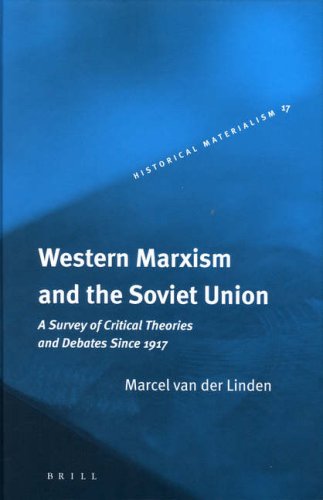 HISTORICAL MATERIALISM 17
Western Marxism
and the Soviet Union
A Survey of Critical Theories
and Debates Since 1917
Marcel van der Linden
BRILL